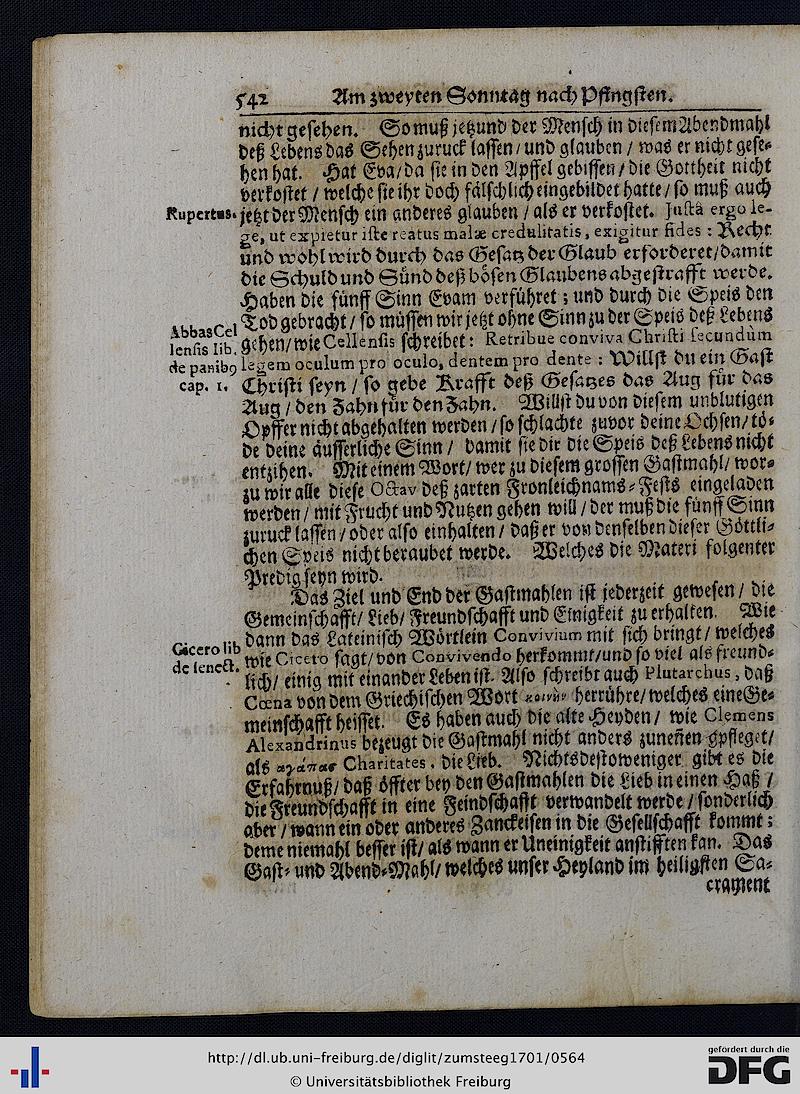 542 Am zweyten Sonntag nach Pfingsten.
nicht gesehen. So muß jetzund der Mensch in diesem Abendmahl
deß Lebens das Sehen zuruck lassen / und glauben / was er nicht gese-
hen hat. Hat Eva / da sie in den Apffel gebissen / die Gottheit nicht
verkostet / welche sie ihr doch fälschlich eingebildet hatte / so muß auch
Rupertus. jetzt der Mensch ein anderes glauben / als er verkostet. Justâ ergo le-
ge, ut expietur iste reatus malæ credulitatis, exigitur fides : Recht
und wohl wird durch das Gesatz der Glaub erforderet / damit
die Schuld und Sünd deß bösen Glaubens abgestrafft werde.
Haben die fünff Sinn Evam verführet ; und durch die Speis den
Tod gebracht / so müssen wir jetzt ohne Sinn zu der Speis deß Lebens
Abbas Cel
lensis lib.
de panib9
cap. 1.
gehen / wie Cellensis schreibet : Retribue conviva Christi secundùm
legem oculum pro oculo, dentem pro dente : Willst du ein Gast
Christi seyn / so gebe Krafft deß Gesatzes das Aug für das
Aug / den Zahn für den Zahn. Willst du von diesem unblutigen
Opffer nicht abgehalten werden / so schlachte zuvor deine Ochsen / tö-
de deine äusserliche Sinn / damit sie dir die Speis deß Lebens nicht
entzihen. Mit einem Wort / wer zu diesem grossen Gastmahl / wor-
zu wir alle diese Octav deß zarten Fronleichnams-Fests eingeladen
werden / mit Frucht und Nutzen gehen will / der muß die fünff Sinn
zuruck lassen / oder also einhalten / daß er von denselben dieser Göttli-
chen Speis nicht beraubet werde. Welches die Materi folgenter
Predig seyn wird.
Das Ziel und End der Gastmahlen ist jederzeit gewesen / die
Gemeinschafft / Lieb / Freundschafft und Einigkeit zu erhalten. Wie
dann das Lateinisch Wörtlein Convivium mit sich bringt / welches
Cicero lib
de senect.
wie Cicero sagt / von Convivendo herkommt / und so viel als freund-
lich / einig mit einander Leben ist. Also schreibt auch Plutarchus, daß
Cœna von dem Griechischen Wort herrühre / welches eine Ge-
meinschafft heisset. Es haben auch die alte Heyden / wie Clemens
Alexandrinus bezeugt die Gastmahl nicht anders zuneñen gpfleget /
als αγάπας Charitates, die Lieb. Nichtsdestoweniger gibt es die
Erfahrnuß / daß öffter bey den Gastmahlen die Lieb in einen Haß /
die Freundschafft in eine Feindschafft verwandelt werde / sonderlich
aber / wann ein oder anderes Zanckeisen in die Gesellschafft kommt ;
deme niemahl besser ist / als wann er Uneinigkeit anstifften kan. Das
Gast- und Abend-Mahl / welches unser Heyland im heiligsten Sa-
crament
http://dl.ub.uni-freiburg.de/diglit/zumsteeg1701/0564
© Universitätsbibliothek Freiburg
gefördert durch die
DFG